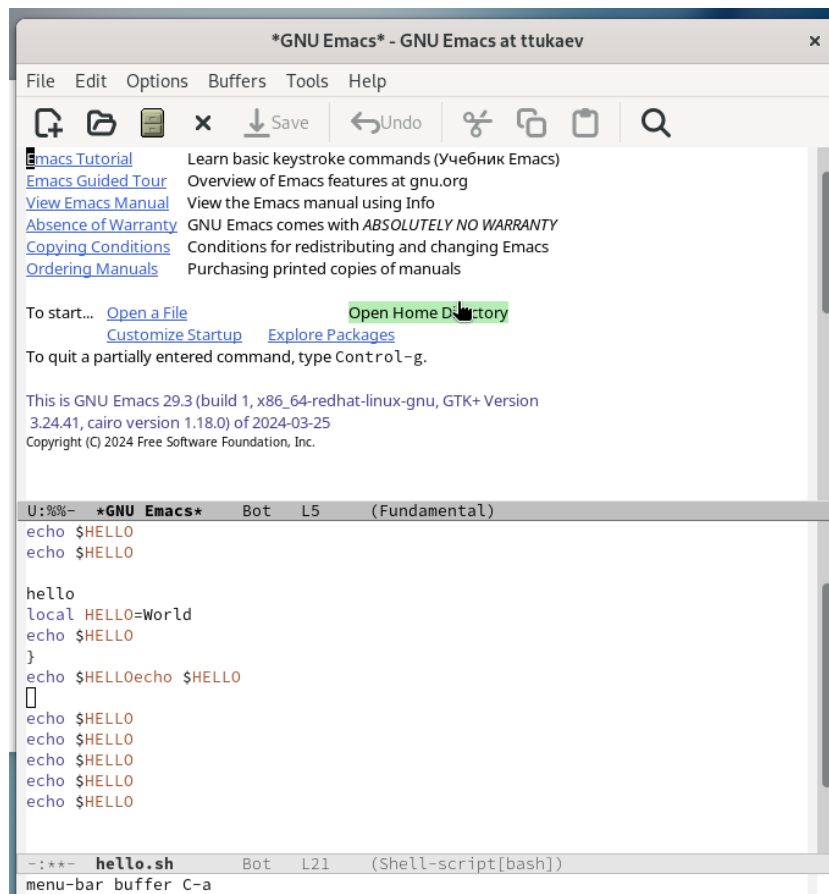 *GNU Emacs* - GNU Emacs at ttukaev ×
File Edit Options Buffers Tools Help
Save Undo
Emacs Tutorial Learn basic keystroke commands (Учебник Emacs)
Emacs Guided Tour Overview of Emacs features at gnu.org
View Emacs Manual View the Emacs manual using Info
Absence of Warranty GNU Emacs comes with ABSOLUTELY NO WARRANTY
Copying Conditions Conditions for redistributing and changing Emacs
Ordering Manuals Purchasing printed copies of manuals
To start... Open a File Open Home Directory
Customize Startup Explore Packages
To quit a partially entered command, type Control-g.
This is GNU Emacs 29.3 (build 1, x86_64-redhat-linux-gnu, GTK+ Version
3.24.41, cairo version 1.18.0) of 2024-03-25
Copyright (C) 2024 Free Software Foundation, Inc.
U:%%- *GNU Emacs* Bot L5 (Fundamental)
echo $HELLO
echo $HELLO
hello
local HELLO=World
echo $HELLO
}
echo $HELLOecho $HELLO
echo $HELLO
echo $HELLO
echo $HELLO
echo $HELLO
echo $HELLO
-:**- hello.sh Bot L21 (Shell-script[bash])
menu-bar buffer C-a